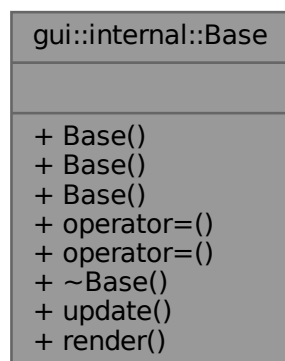 gui::internal::Base
+ Base()
+ Base()
+ Base()
+ operator=()
+ operator=()
+ ~Base()
+ update()
+ render()